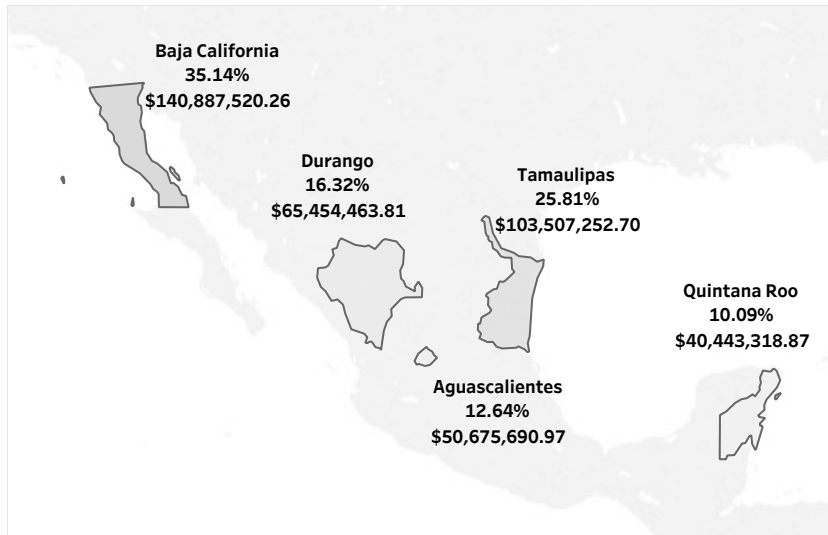 Baja California
35.14%
$140,887,520.26
Durango
16.32%
$65,454,463.81
Tamaulipas
25.81%
$103,507,252.70
Quintana Roo
10.09%
$40,443,318.87
Aguascalientes
12.64%
$50,675,690.97